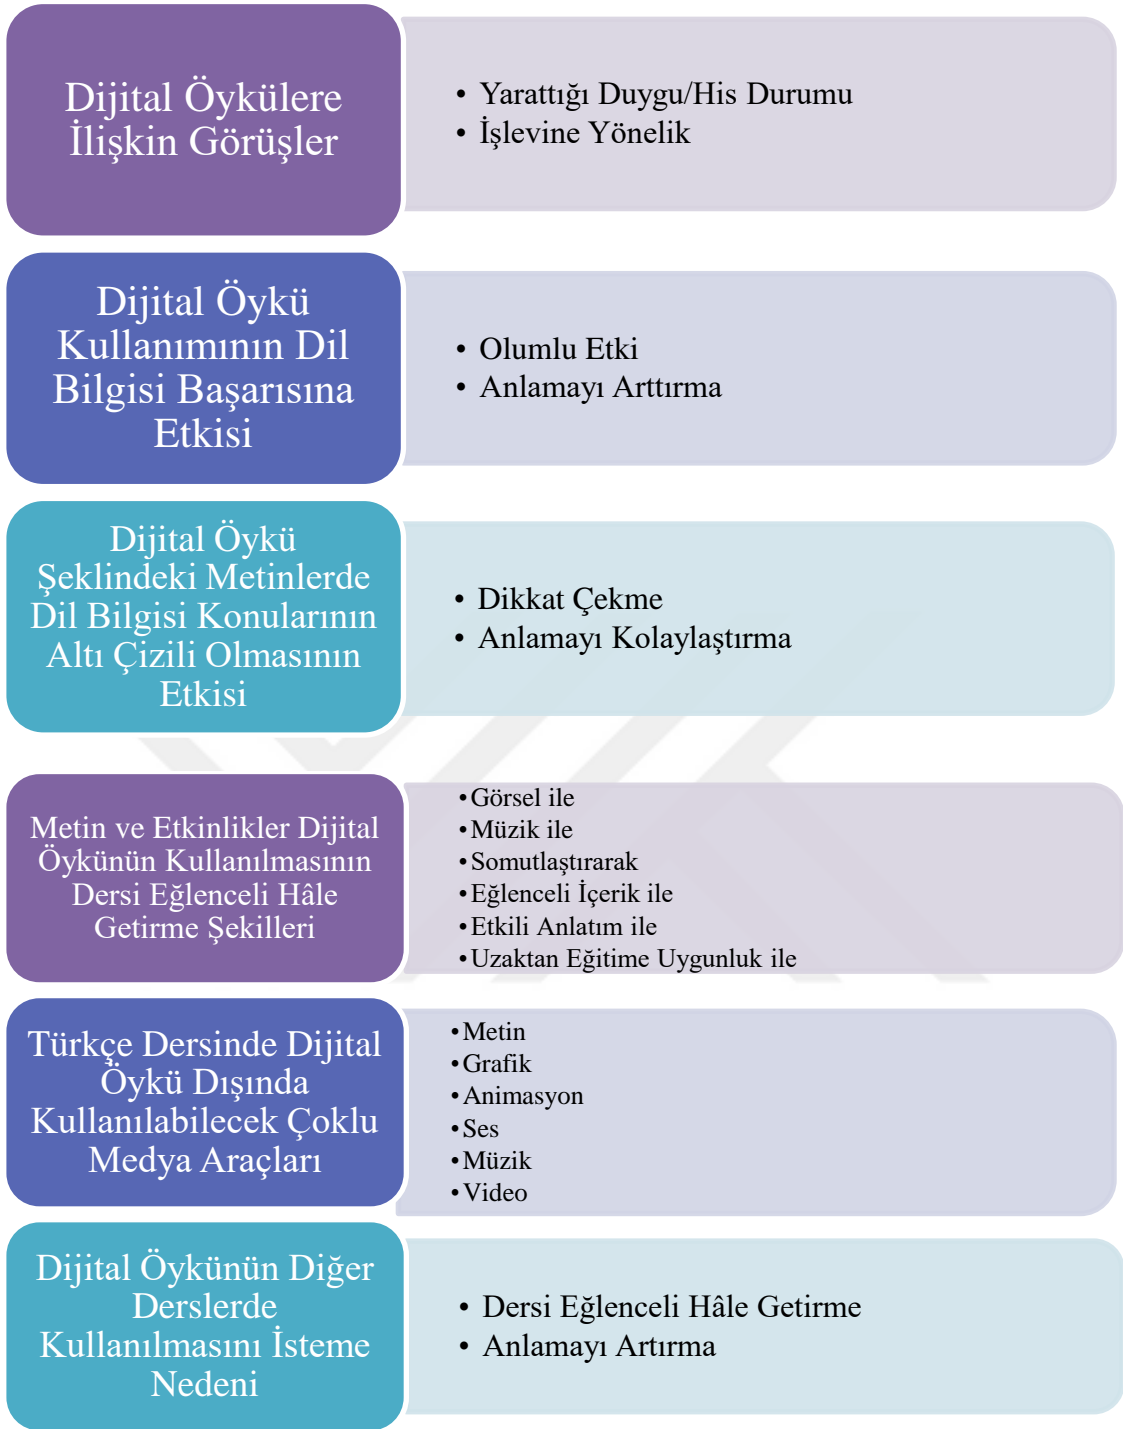 Dijital Öykülere
İlişkin Görüşler
• Yarattığı Duygu/His Durumu
• İşlevine Yönelik
Dijital Öykü
Kullanımının Dil
Bilgisi Başarısına
Etkisi
• Olumlu Etki
• Anlamayı Arttırma
Dijital Öykü
Şeklindeki Metinlerde
Dil Bilgisi Konularının
Altı Çizili Olmasının
Etkisi
• Dikkat Çekme
• Anlamayı Kolaylaştırma
Metin ve Etkinlikler Dijital
Öykünün Kullanılmasının
Dersi Eğlenceli Hâle
Getirme Şekilleri
• Görsel ile
• Müzik ile
• Somutlaştırarak
• Eğlenceli İçerik ile
• Etkili Anlatım ile
• Uzaktan Eğitime Uygunluk ile
Türkçe Dersinde Dijital
Öykü Dışında
Kullanılabilecek Çoklu
Medya Araçları
• Metin
• Grafik
• Animasyon
• Ses
• Müzik
• Video
Dijital Öykünün Diğer
Derslerde
Kullanılmasını İsteme
Nedeni
• Dersi Eğlenceli Hâle Getirme
• Anlamayı Artırma